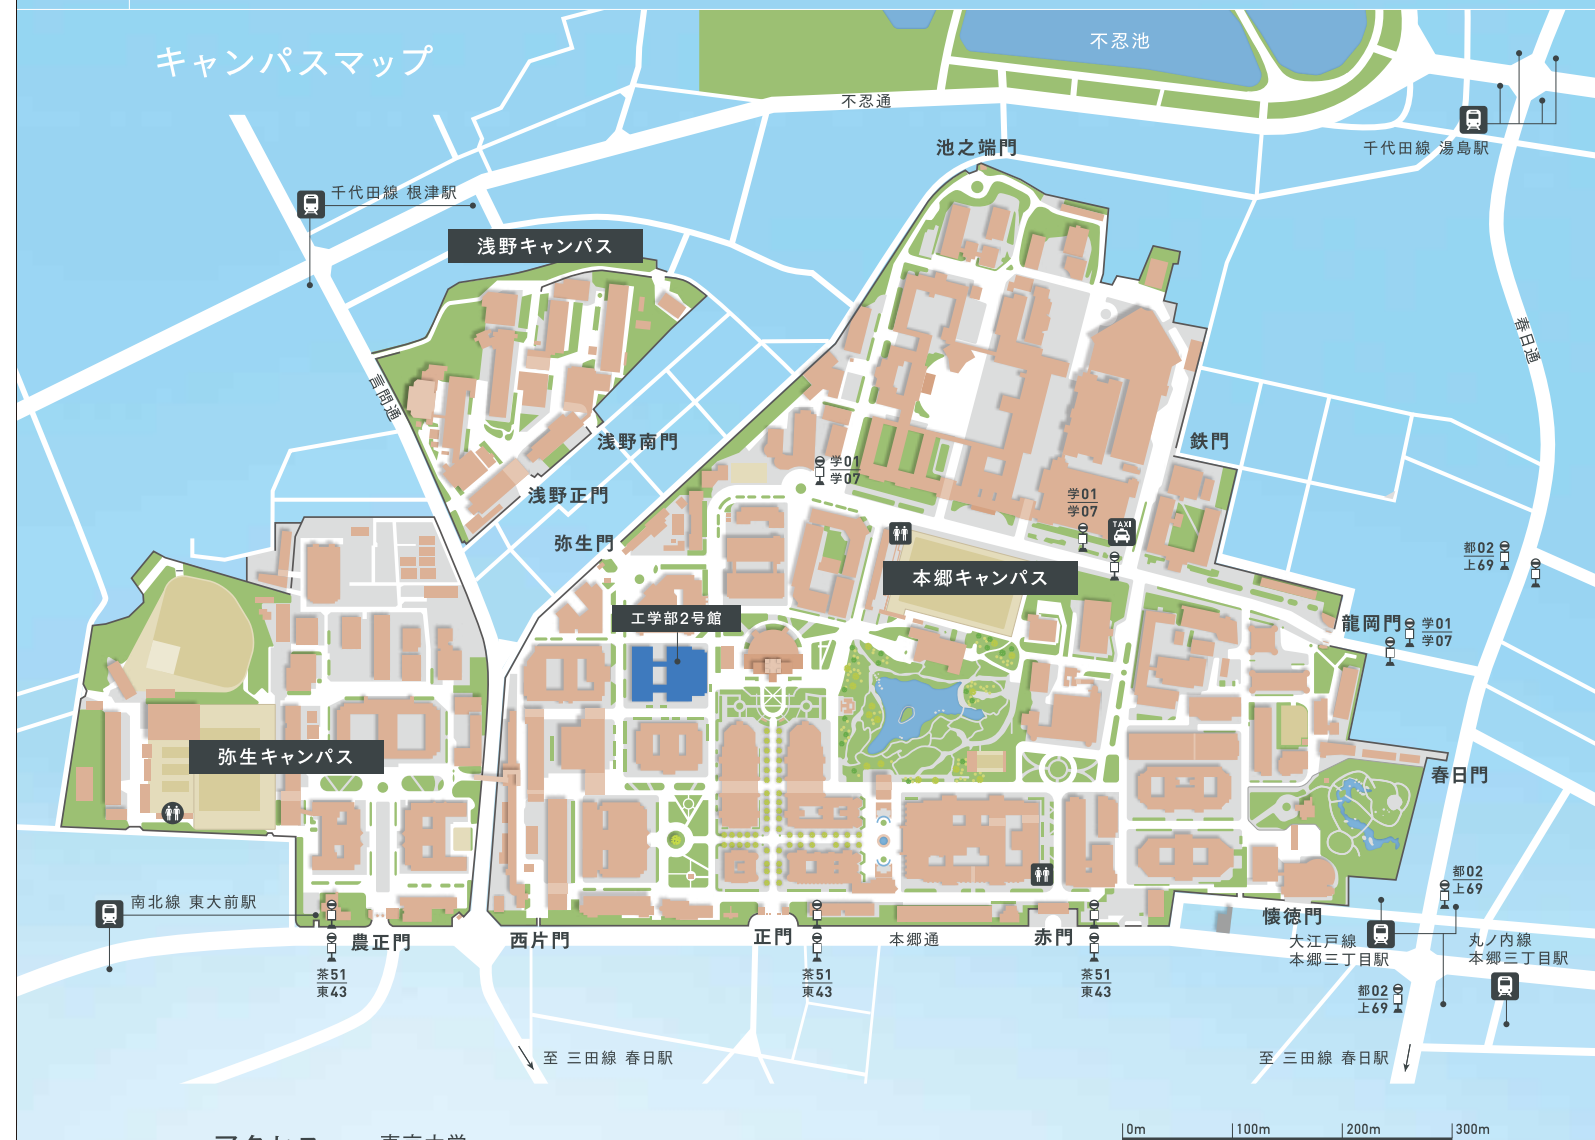 キャンパスマップ
不忍池
不忍通
池之端門
千代田線 湯島駅
千代田線 根津駅
浅野キャンパス
春日通
言問通
浅野南門
鉄門
学01
学07
浅野正門
学01
学07
TAXI
弥生門
都02
上69
本郷キャンパス
工学部2号館
龍岡門
学01
学07
弥生キャンパス
春日門
都02
上69
南北線 東大前駅
農正門
西片門
正門
本郷通
赤門
懐徳門
大江戸線
本郷三丁目駅
丸ノ内線
本郷三丁目駅
茶51
東43
茶51
東43
茶51
東43
都02
上69
至 三田線 春日駅
至 三田線 春日駅
0m
100m
200m
300m